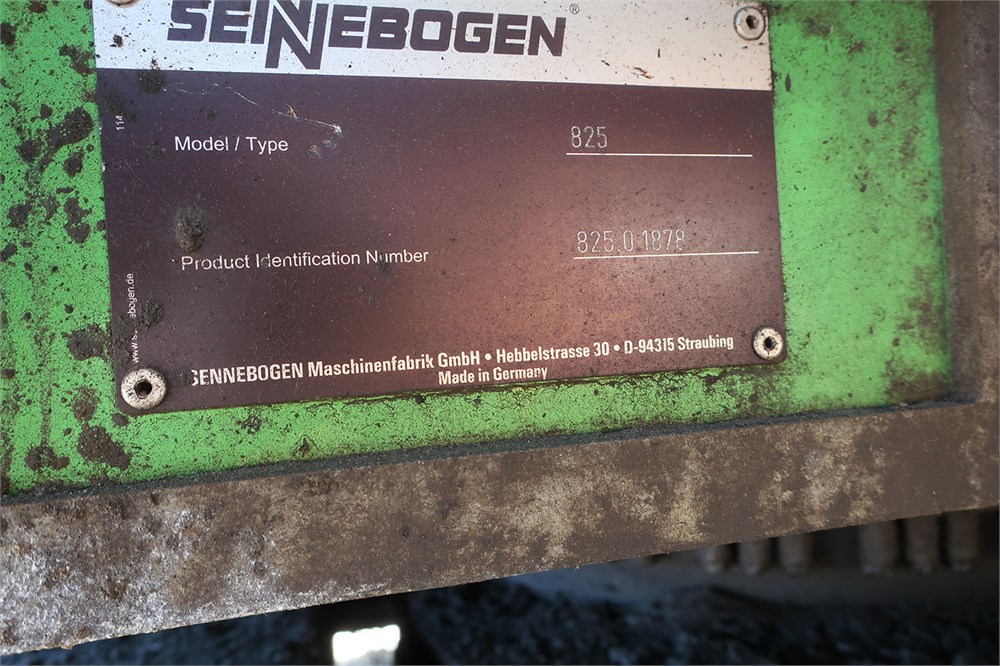 SENNEBOGEN®
114
Model / Type 825
Product Identification Number 825.0.1878
SENNEBOGEN Maschinenfabrik GmbH • Hebbelstrasse 30 • D-94315 Straubing
Made in Germany